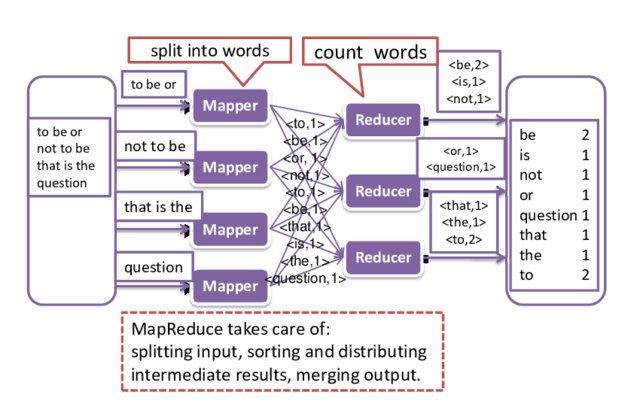 split into words
count words
to be or
not to be
that is the
question
to be or
not to be
that is the
question
Mapper
Mapper
Mapper
Mapper
<to,1>
<be,1>
<or, 1>
<not,1>
<to,1>
<be,1>
<that,1>
<is,1>
<the,1>
<question,1>
Reducer
Reducer
Reducer
<be,2>
<is,1>
<not,1>
<or,1>
<question,1>
<that,1>
<the,1>
<to,2>
be 2
is 1
not 1
or 1
question 1
that 1
the 1
to 2
MapReduce takes care of:
splitting input, sorting and distributing
intermediate results, merging output.